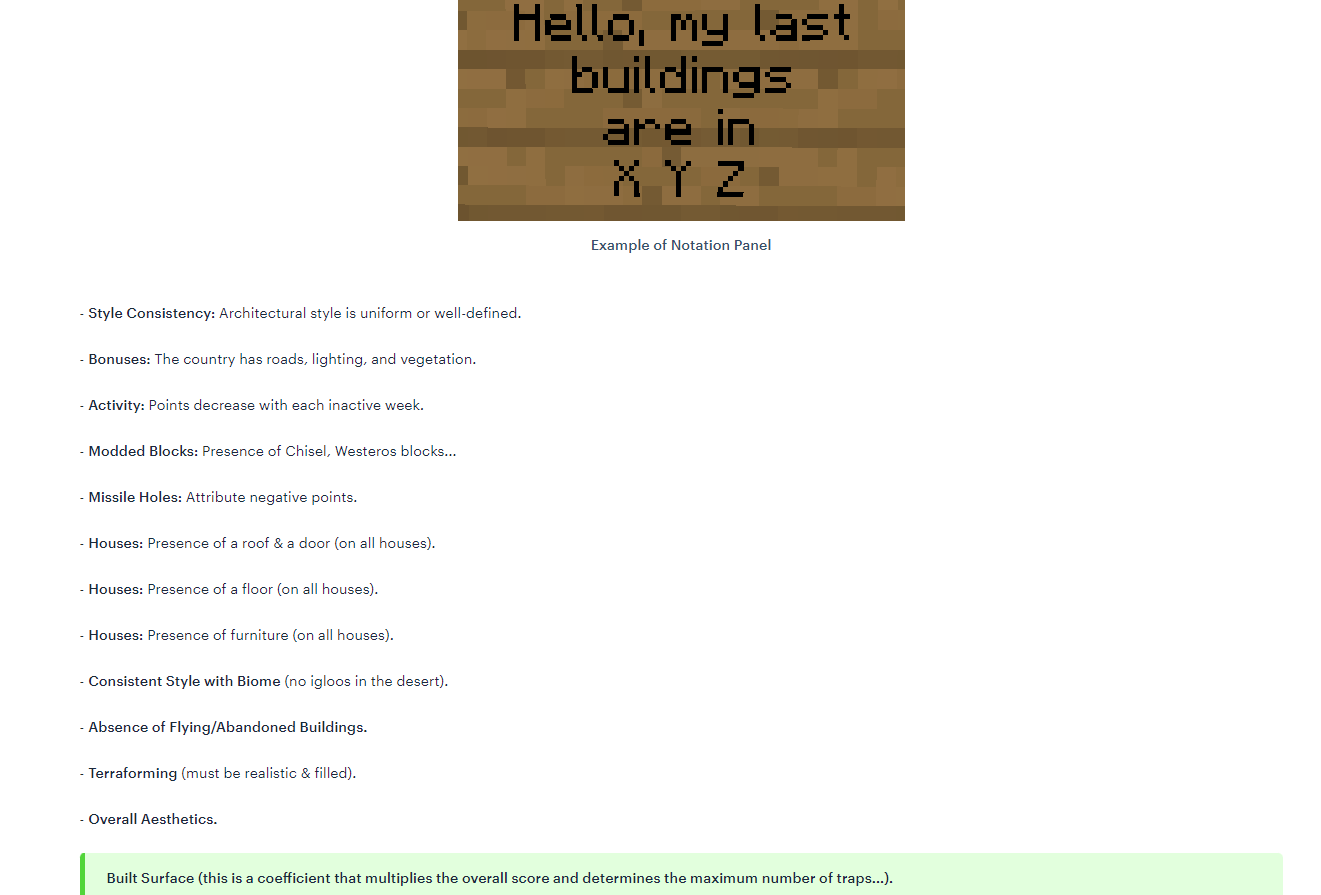 Hello, my last
buildings
are in
X Y Z
Example of Notation Panel
- Style Consistency: Architectural style is uniform or well-defined.
- Bonuses: The country has roads, lighting, and vegetation.
- Activity: Points decrease with each inactive week.
- Modded Blocks: Presence of Chisel, Westeros blocks...
- Missile Holes: Attribute negative points.
- Houses: Presence of a roof & a door (on all houses).
- Houses: Presence of a floor (on all houses).
- Houses: Presence of furniture (on all houses).
- Consistent Style with Biome (no igloos in the desert).
- Absence of Flying/Abandoned Buildings.
- Terraforming (must be realistic & filled).
- Overall Aesthetics.
Built Surface (this is a coefficient that multiplies the overall score and determines the maximum number of traps...).